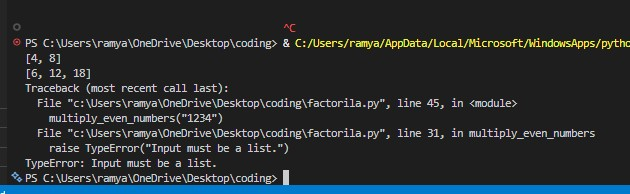 ^C
PS C:\Users\ramya\OneDrive\Desktop\coding> & C:/Users/ramya/AppData/Local/Microsoft/WindowsApps/pytho
[4, 8]
[6, 12, 18]
Traceback (most recent call last):
  File "c:\Users\ramya\OneDrive\Desktop\coding\factorila.py", line 45, in <module>
    multiply_even_numbers("1234")
  File "c:\Users\ramya\OneDrive\Desktop\coding\factorila.py", line 31, in multiply_even_numbers
    raise TypeError("Input must be a list.")
TypeError: Input must be a list.
PS C:\Users\ramya\OneDrive\Desktop\coding>